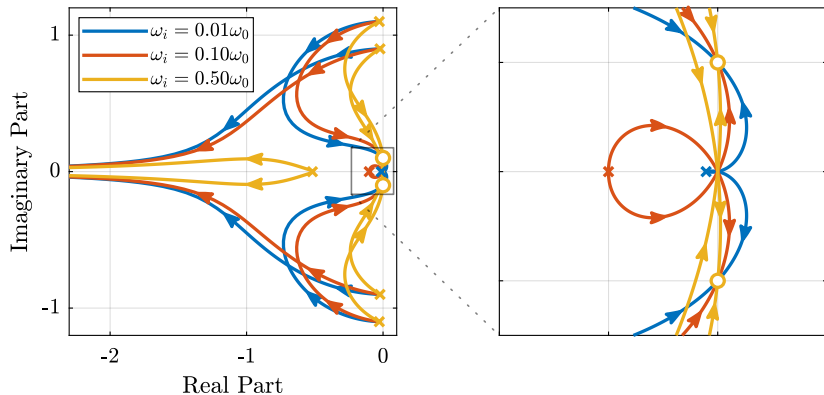 1
ωᵢ = 0.01ω₀
ωᵢ = 0.10ω₀
ωᵢ = 0.50ω₀
Imaginary Part
0
-1
-2
-1
0
Real Part